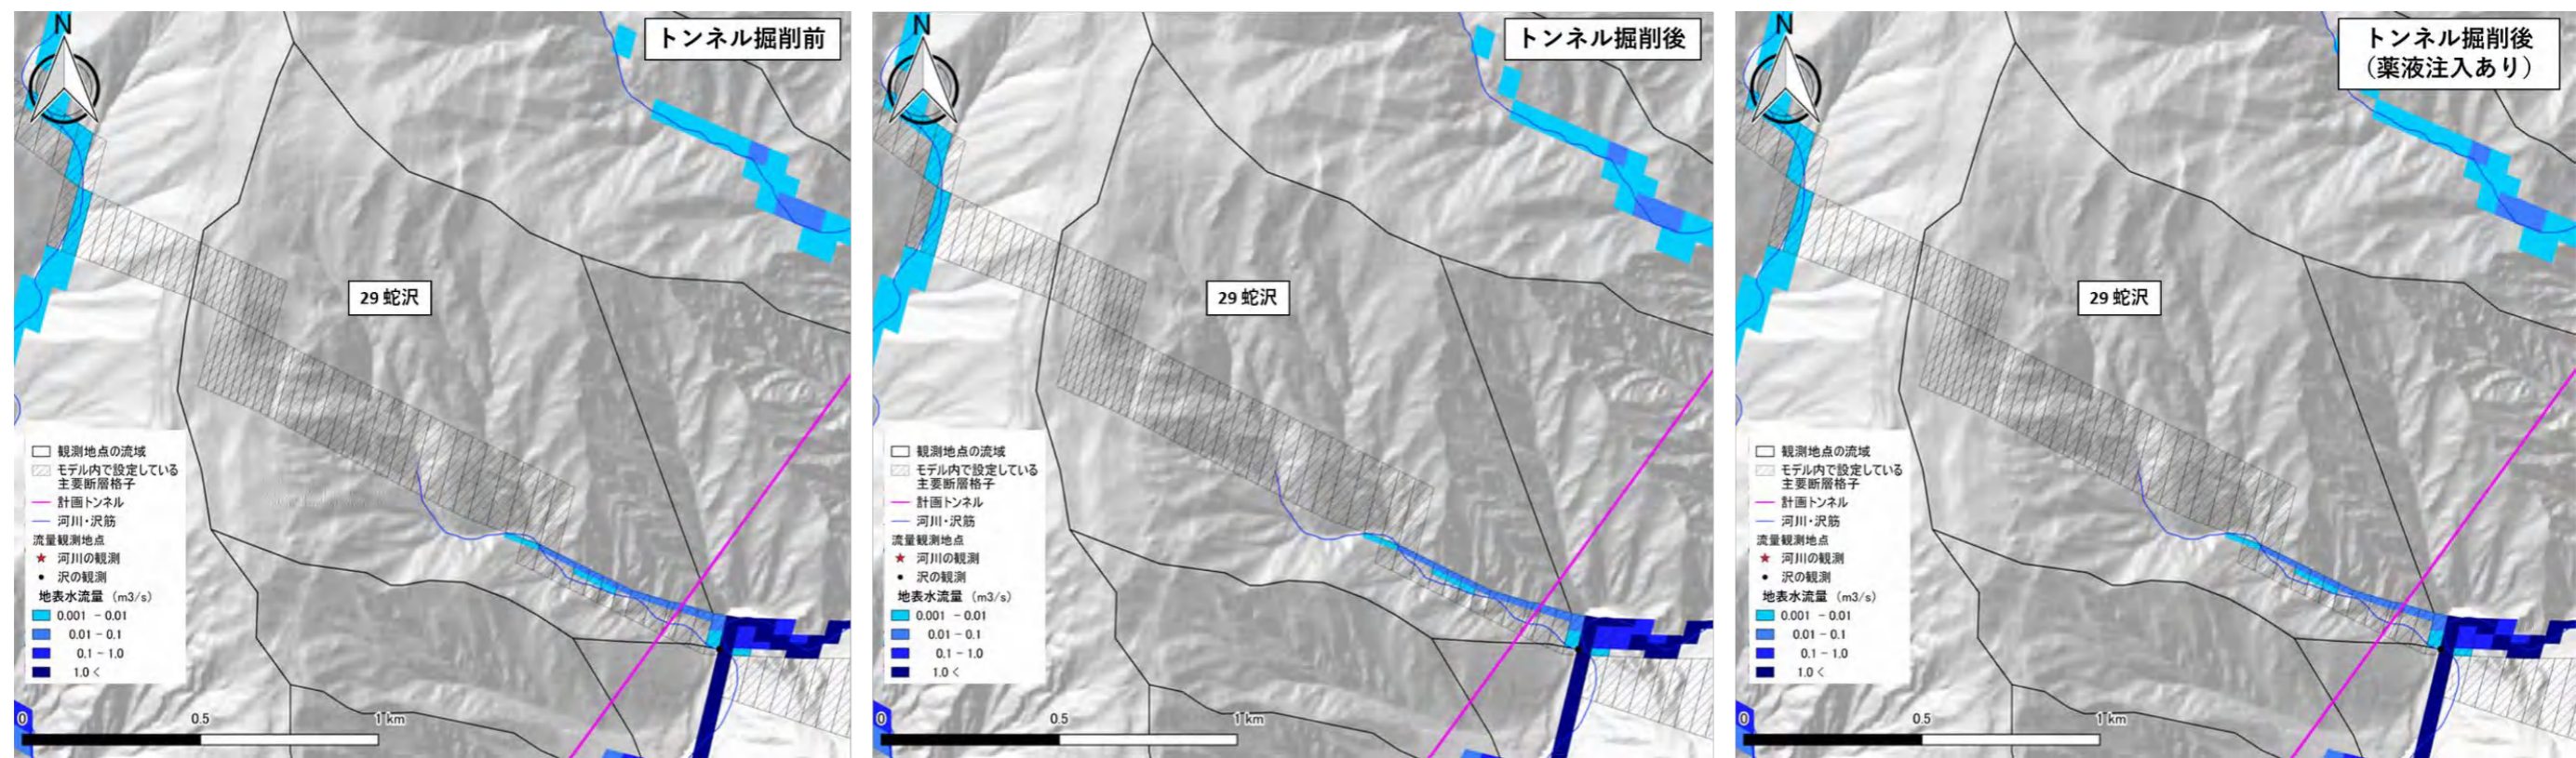 N
トンネル掘削前
29 蛇沢
観測地点の流域
モデル内で設定している
主要断層格子
計画トンネル
河川・沢筋
流量観測地点
河川の観測
沢の観測
地表水流量 (m3/s)
0.001 - 0.01
0.01 - 0.1
0.1 - 1.0
1.0 <
0 0.5 1 km
N
トンネル掘削後
29 蛇沢
観測地点の流域
モデル内で設定している
主要断層格子
計画トンネル
河川・沢筋
流量観測地点
河川の観測
沢の観測
地表水流量 (m3/s)
0.001 - 0.01
0.01 - 0.1
0.1 - 1.0
1.0 <
0 0.5 1 km
N
トンネル掘削後
（薬液注入あり）
29 蛇沢
観測地点の流域
モデル内で設定している
主要断層格子
計画トンネル
河川・沢筋
流量観測地点
河川の観測
沢の観測
地表水流量 (m3/s)
0.001 - 0.01
0.01 - 0.1
0.1 - 1.0
1.0 <
0 0.5 1 km